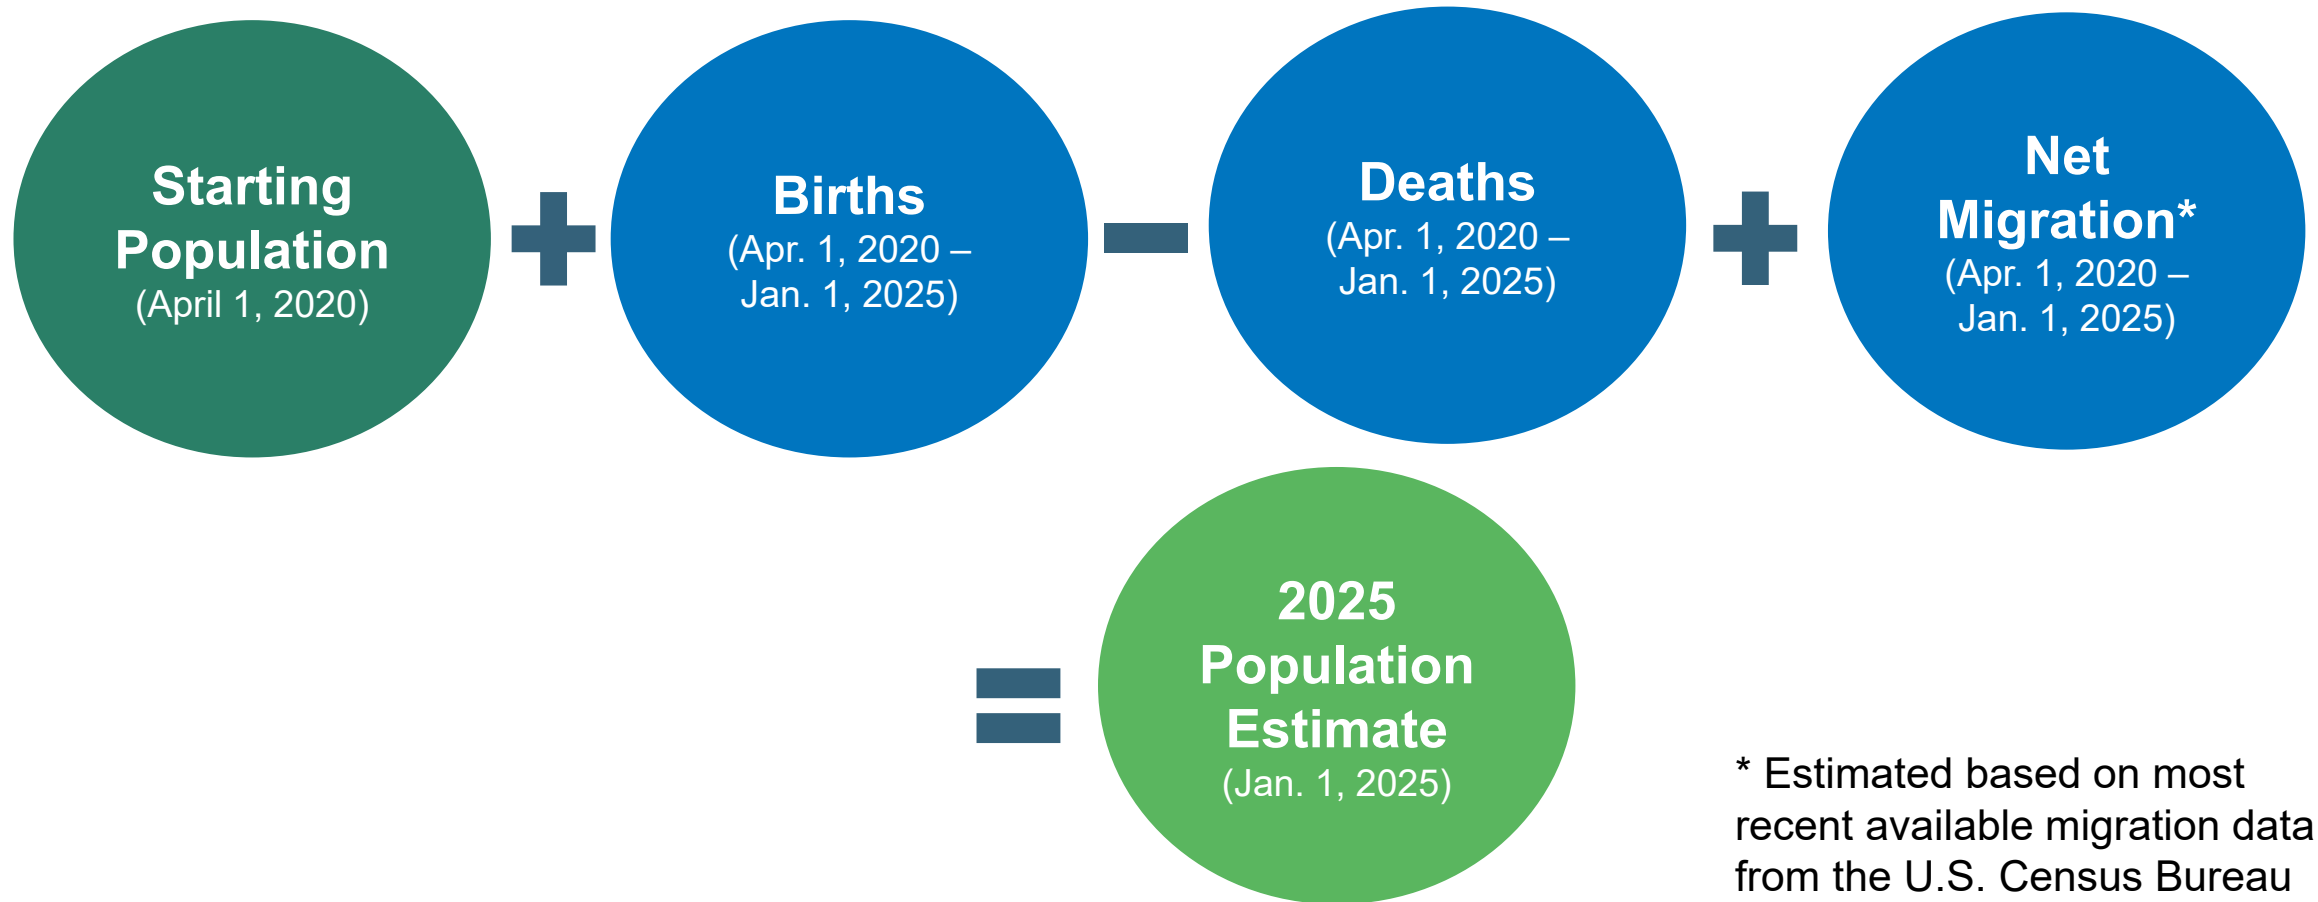 Starting
Population
(April 1, 2020)
Births
(Apr. 1, 2020 –
Jan. 1, 2025)
Deaths
(Apr. 1, 2020 –
Jan. 1, 2025)
Net
Migration*
(Apr. 1, 2020 –
Jan. 1, 2025)
2025
Population
Estimate
(Jan. 1, 2025)
* Estimated based on most
recent available migration data
from the U.S. Census Bureau